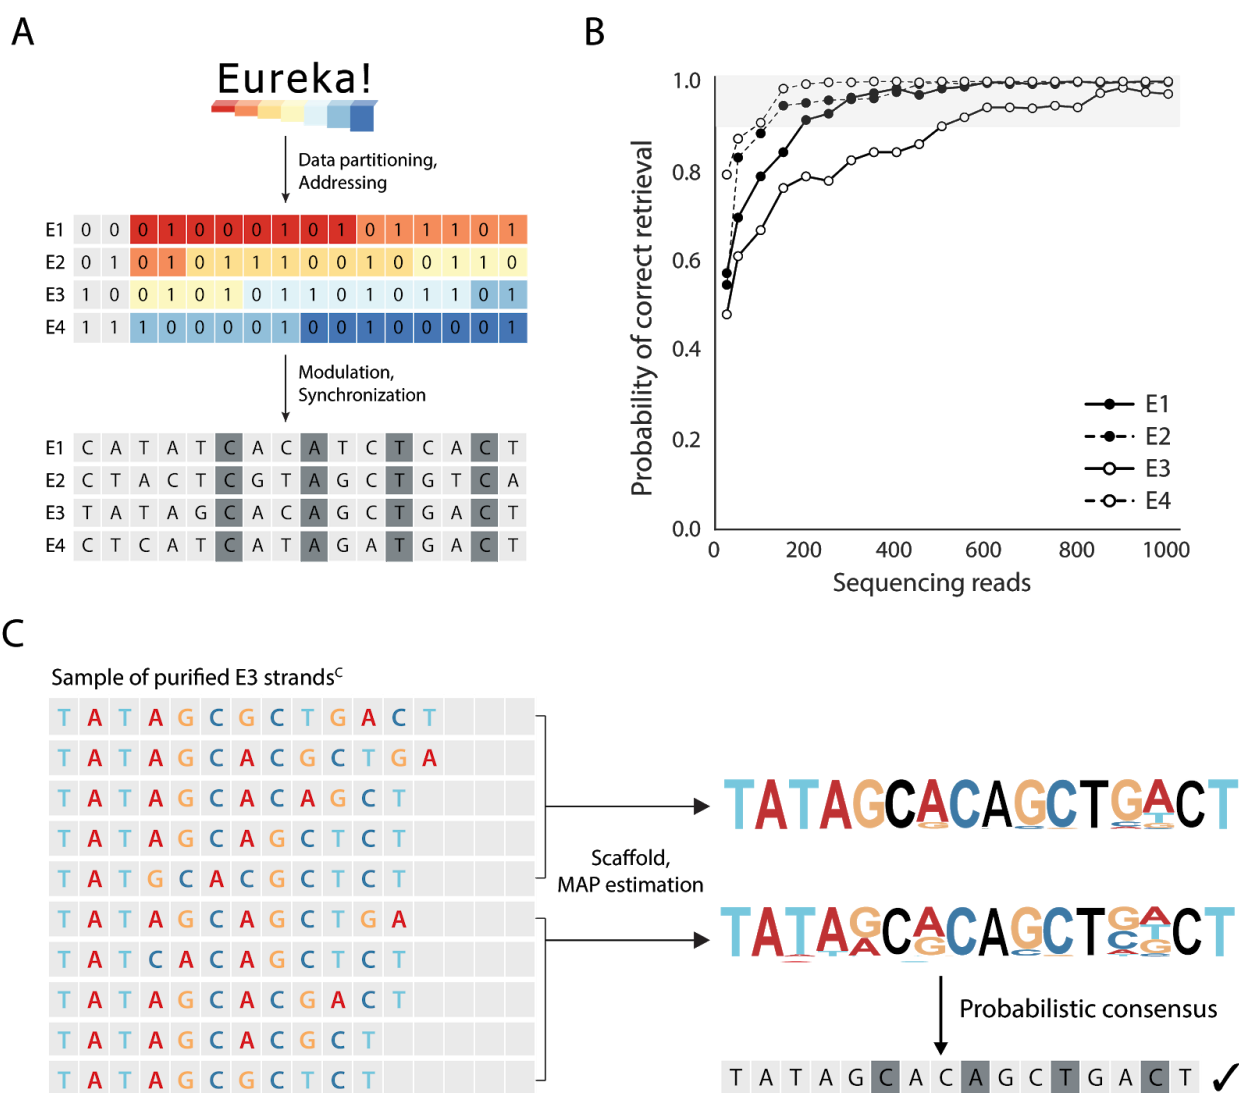 A
Eureka!
Data partitioning,
Addressing
E1 0 0 0 1 0 0 0 1 0 1 0 1 1 1 0 1
E2 0 1 0 1 0 1 1 1 0 0 1 0 0 1 1 0
E3 1 0 0 1 0 1 0 1 1 0 1 0 1 1 0 1
E4 1 1 1 0 0 0 0 1 0 0 1 0 0 0 0 1
Modulation,
Synchronization
E1 C A T A T C A C A T C T C A C T
E2 C T A C T C G T A G C T G T C A
E3 T A T A G C A C A G C T G A C T
E4 C T C A T C A T A G A T G A C T
B
Probability of correct retrieval
1.0
0.8
0.6
0.4
0.2
0.0
0 200 400 600 800 1000
Sequencing reads
E1
E2
E3
E4
C
Sample of purified E3 strandsᶜ
T A T A G C G C T G A C T
T A T A G C A C G C T G A
T A T A G C A C A G C T
T A T A G C A G C T C T
T A T G C A C G C T C T
T A T A G C A G C T G A
T A T C A C A G C T C T
T A T A G C A C G A C T
T A T A G C A C G C T
T A T A G C G C T C T
Scaffold,
MAP estimation
TATAGCACAGCTGACT
TATAGCACAGCTGACT
Probabilistic consensus
T A T A G C A C A G C T G A C T ✓